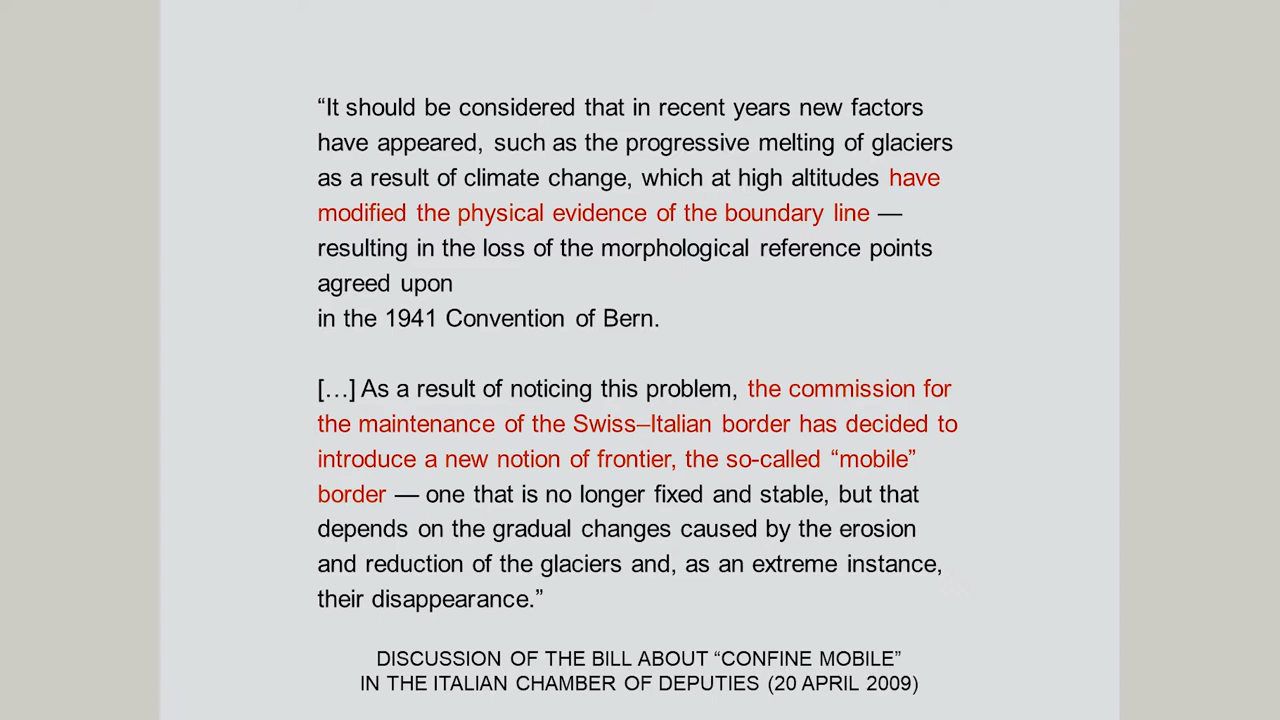 “It should be considered that in recent years new factors
have appeared, such as the progressive melting of glaciers
as a result of climate change, which at high altitudes have
modified the physical evidence of the boundary line —
resulting in the loss of the morphological reference points
agreed upon
in the 1941 Convention of Bern.
[…] As a result of noticing this problem, the commission for
the maintenance of the Swiss–Italian border has decided to
introduce a new notion of frontier, the so-called “mobile”
border — one that is no longer fixed and stable, but that
depends on the gradual changes caused by the erosion
and reduction of the glaciers and, as an extreme instance,
their disappearance.”
DISCUSSION OF THE BILL ABOUT “CONFINE MOBILE”
IN THE ITALIAN CHAMBER OF DEPUTIES (20 APRIL 2009)